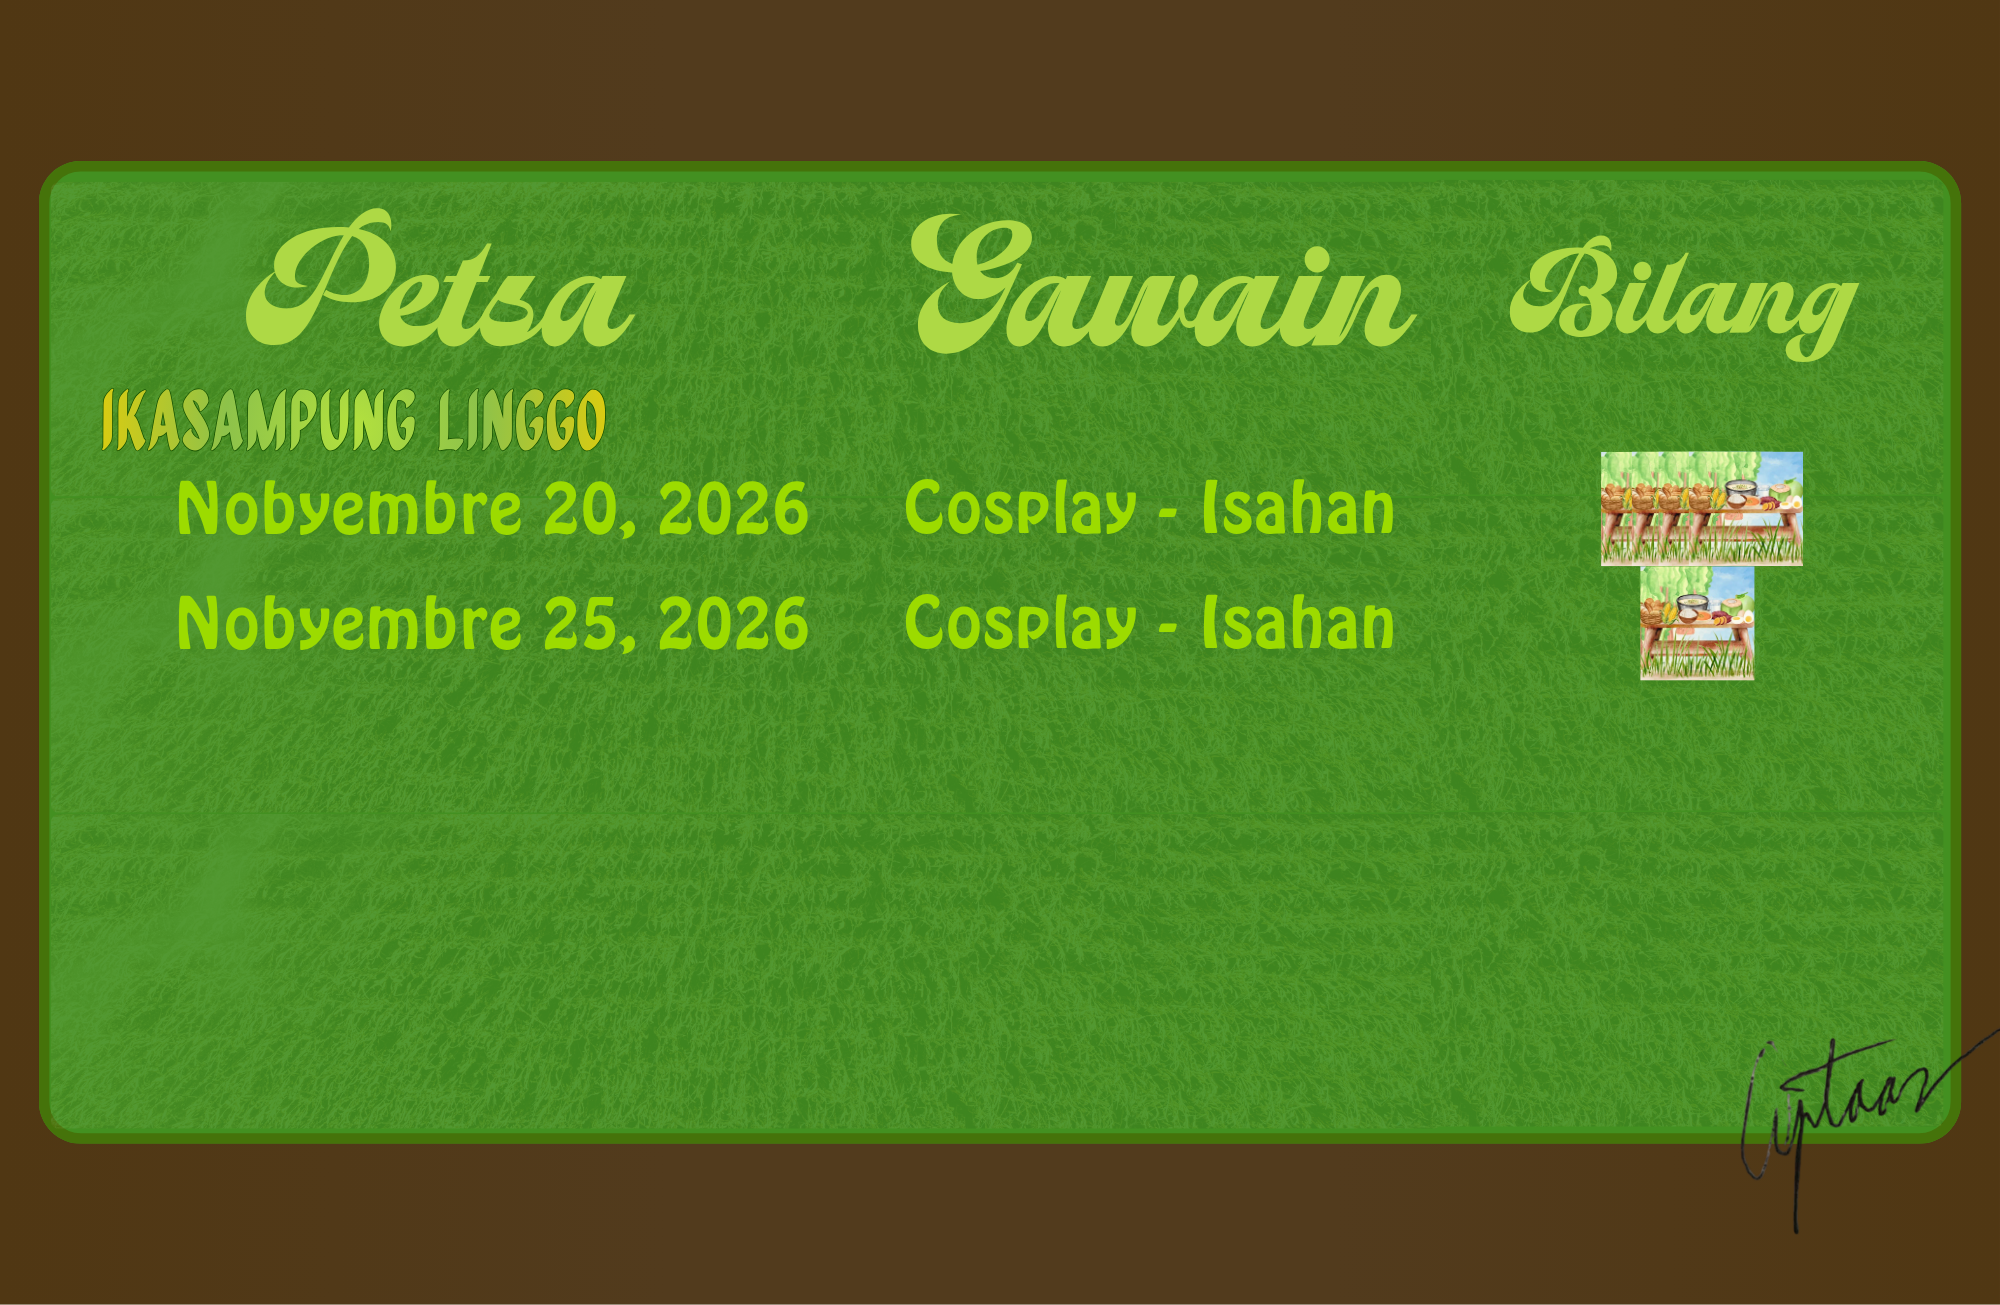 Petsa Gawain Bilang
IKASAMPUNG LINGGO
Nobyembre 20, 2026 Cosplay - Isahan
Nobyembre 25, 2026 Cosplay - Isahan